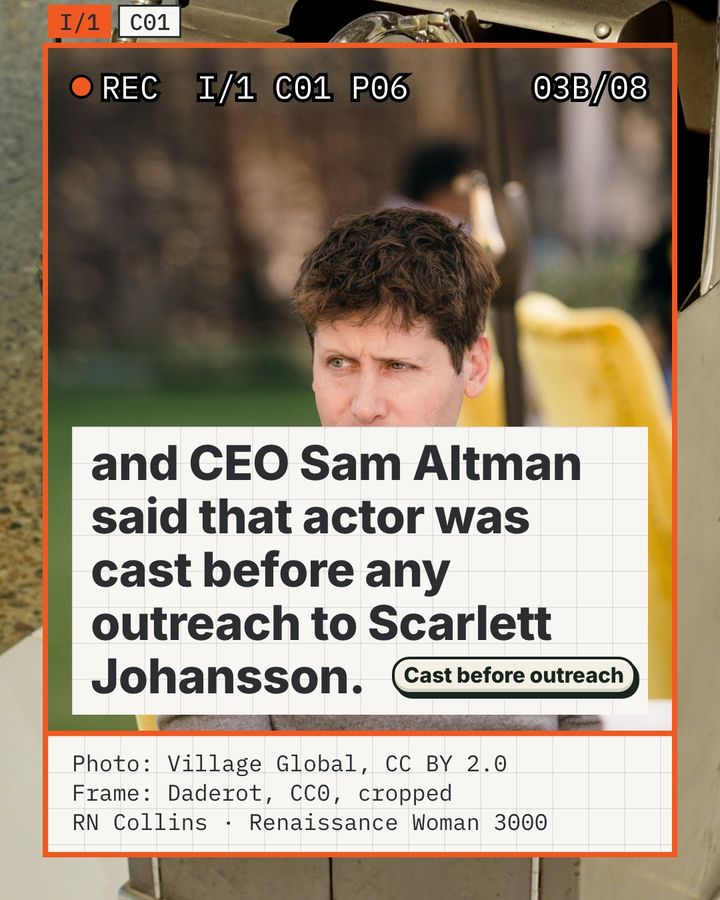 I/1 C01
REC I/1 C01 P06 03B/08
and CEO Sam Altman
said that actor was
cast before any
outreach to Scarlett
Johansson.
Cast before outreach
Photo: Village Global, CC BY 2.0
Frame: Daderot, CC0, cropped
RN Collins · Renaissance Woman 3000